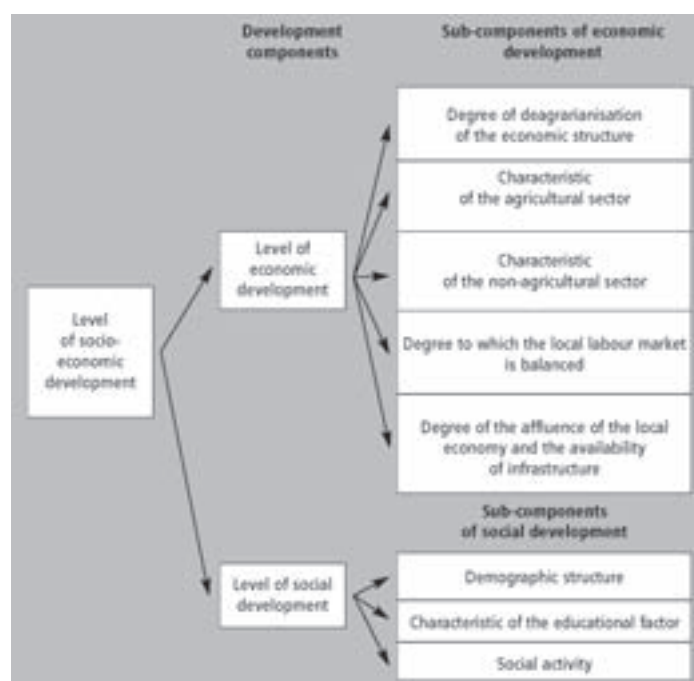 Development
components
Sub-components of economic
development
Degree of deagrarianisation
of the economic structure
Characteristic
of the agricultural sector
Level of
economic
development
Characteristic
of the non-agricultural sector
Level
of socio-
economic
development
Degree to which the local labour market
is balanced
Degree of the affluence of the local
economy and the availability
of infrastructure
Sub-components
of social development
Level of social
development
Demographic structure
Characteristic of the educational factor
Social activity